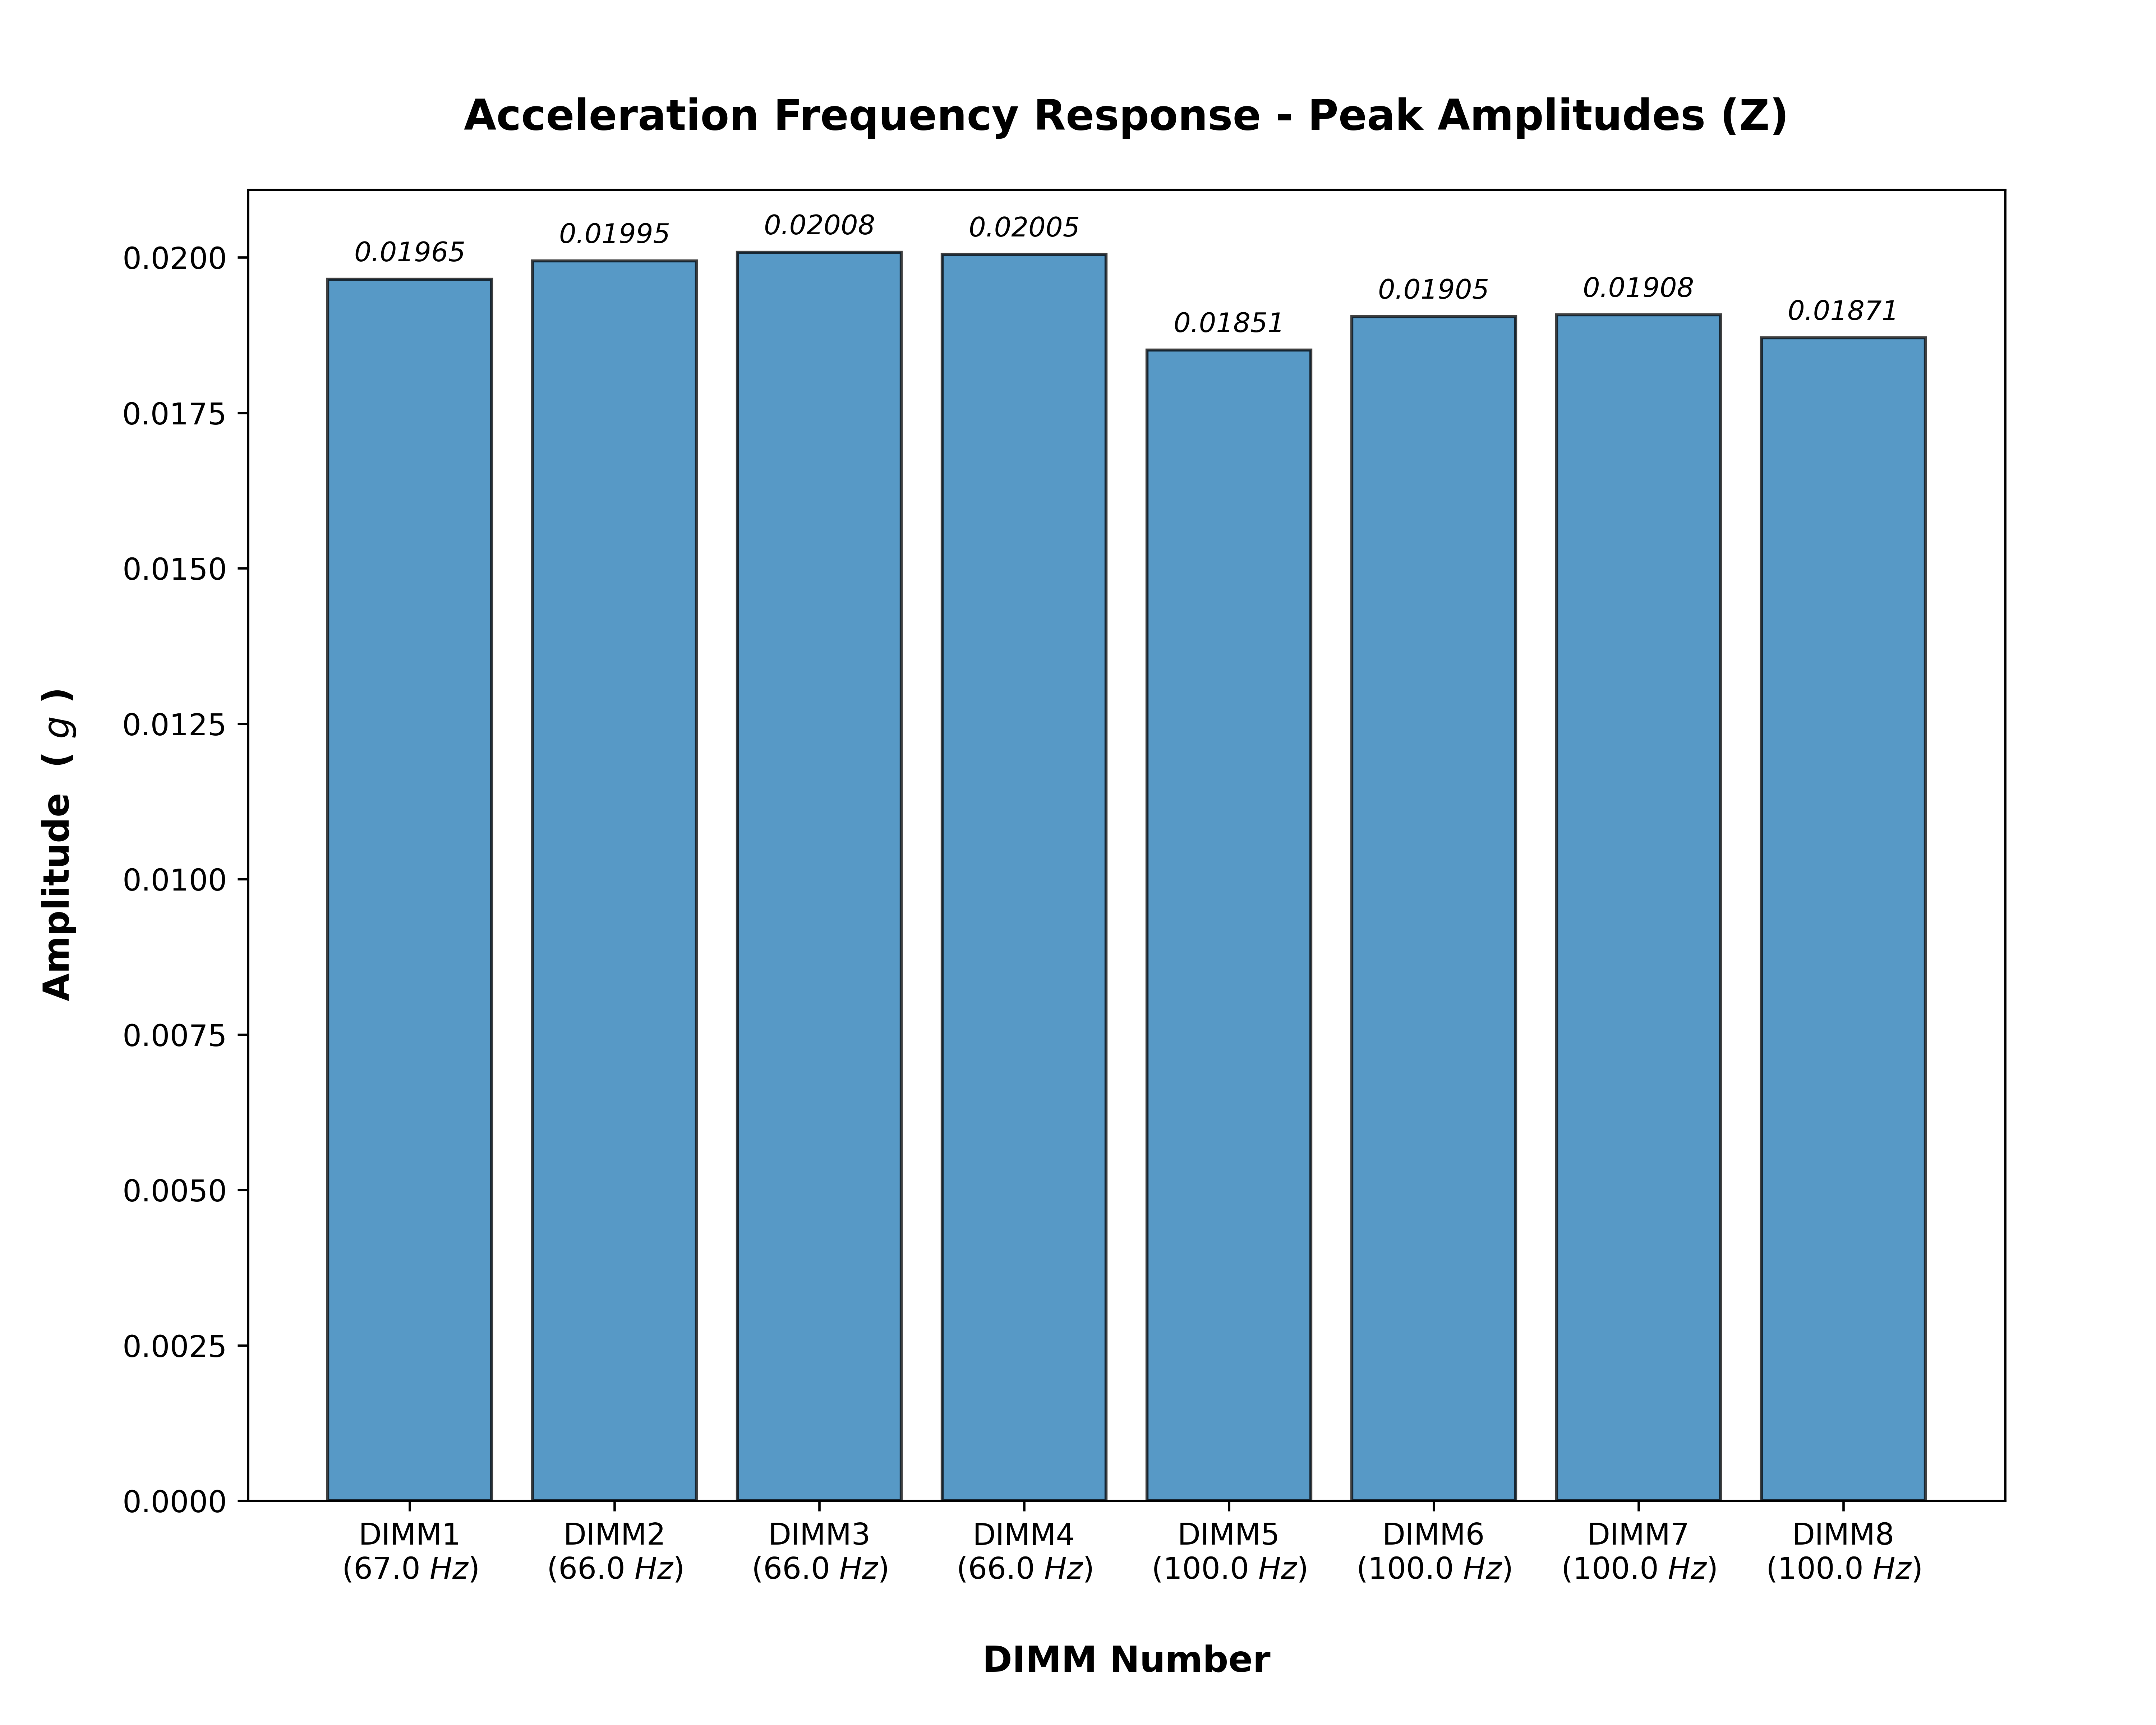 Acceleration Frequency Response - Peak Amplitudes (Z)
0.01965
0.01995
0.02008
0.02005
0.01851
0.01905
0.01908
0.01871
0.0200
0.0175
0.0150
0.0125
0.0100
0.0075
0.0050
0.0025
0.0000
Amplitude ( g )
DIMM1
(67.0 Hz)
DIMM2
(66.0 Hz)
DIMM3
(66.0 Hz)
DIMM4
(66.0 Hz)
DIMM5
(100.0 Hz)
DIMM6
(100.0 Hz)
DIMM7
(100.0 Hz)
DIMM8
(100.0 Hz)
DIMM Number